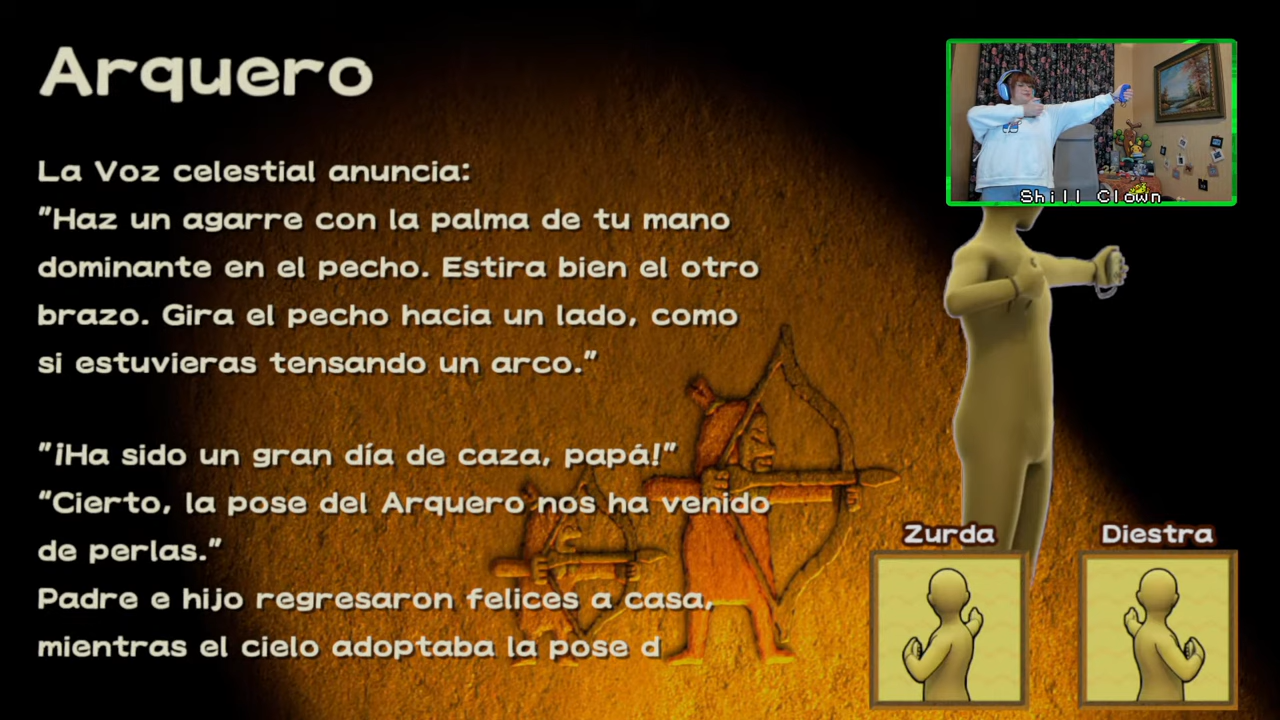 Arquero
La Voz celestial anuncia:
"Haz un agarre con la palma de tu mano
dominante en el pecho. Estira bien el otro
brazo. Gira el pecho hacia un lado, como
si estuvieras tensando un arco."
"¡Ha sido un gran día de caza, papá!"
"Cierto, la pose del Arquero nos ha venido
de perlas."
Padre e hijo regresaron felices a casa,
mientras el cielo adoptaba la pose d
Shill Clown
Zurda
Diestra